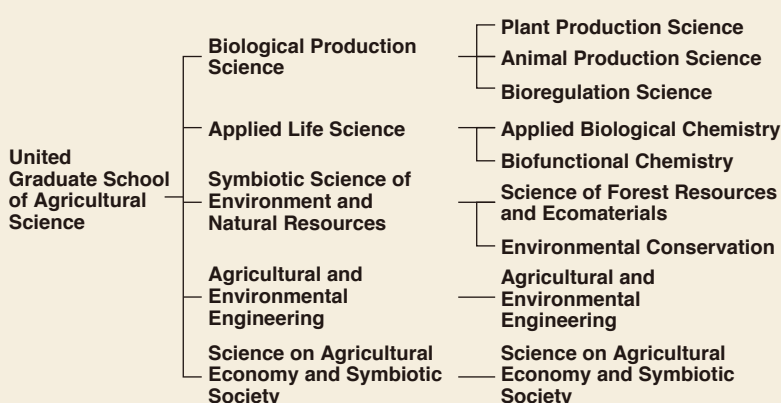 United
Graduate School
of Agricultural
Science
Biological Production
Science
Plant Production Science
Animal Production Science
Bioregulation Science
Applied Life Science
Applied Biological Chemistry
Biofunctional Chemistry
Symbiotic Science of
Environment and
Natural Resources
Science of Forest Resources
and Ecomaterials
Environmental Conservation
Agricultural and
Environmental
Engineering
Agricultural and
Environmental
Engineering
Science on Agricultural
Economy and Symbiotic
Society
Science on Agricultural
Economy and Symbiotic
Society